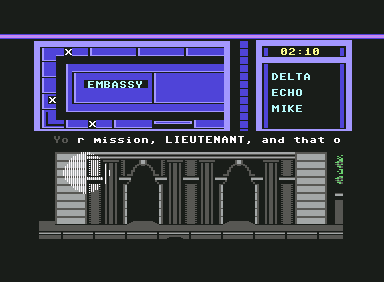 02:10
EMBASSY
DELTA
ECHO
MIKE
Yo r mission, LIEUTENANT, and that o